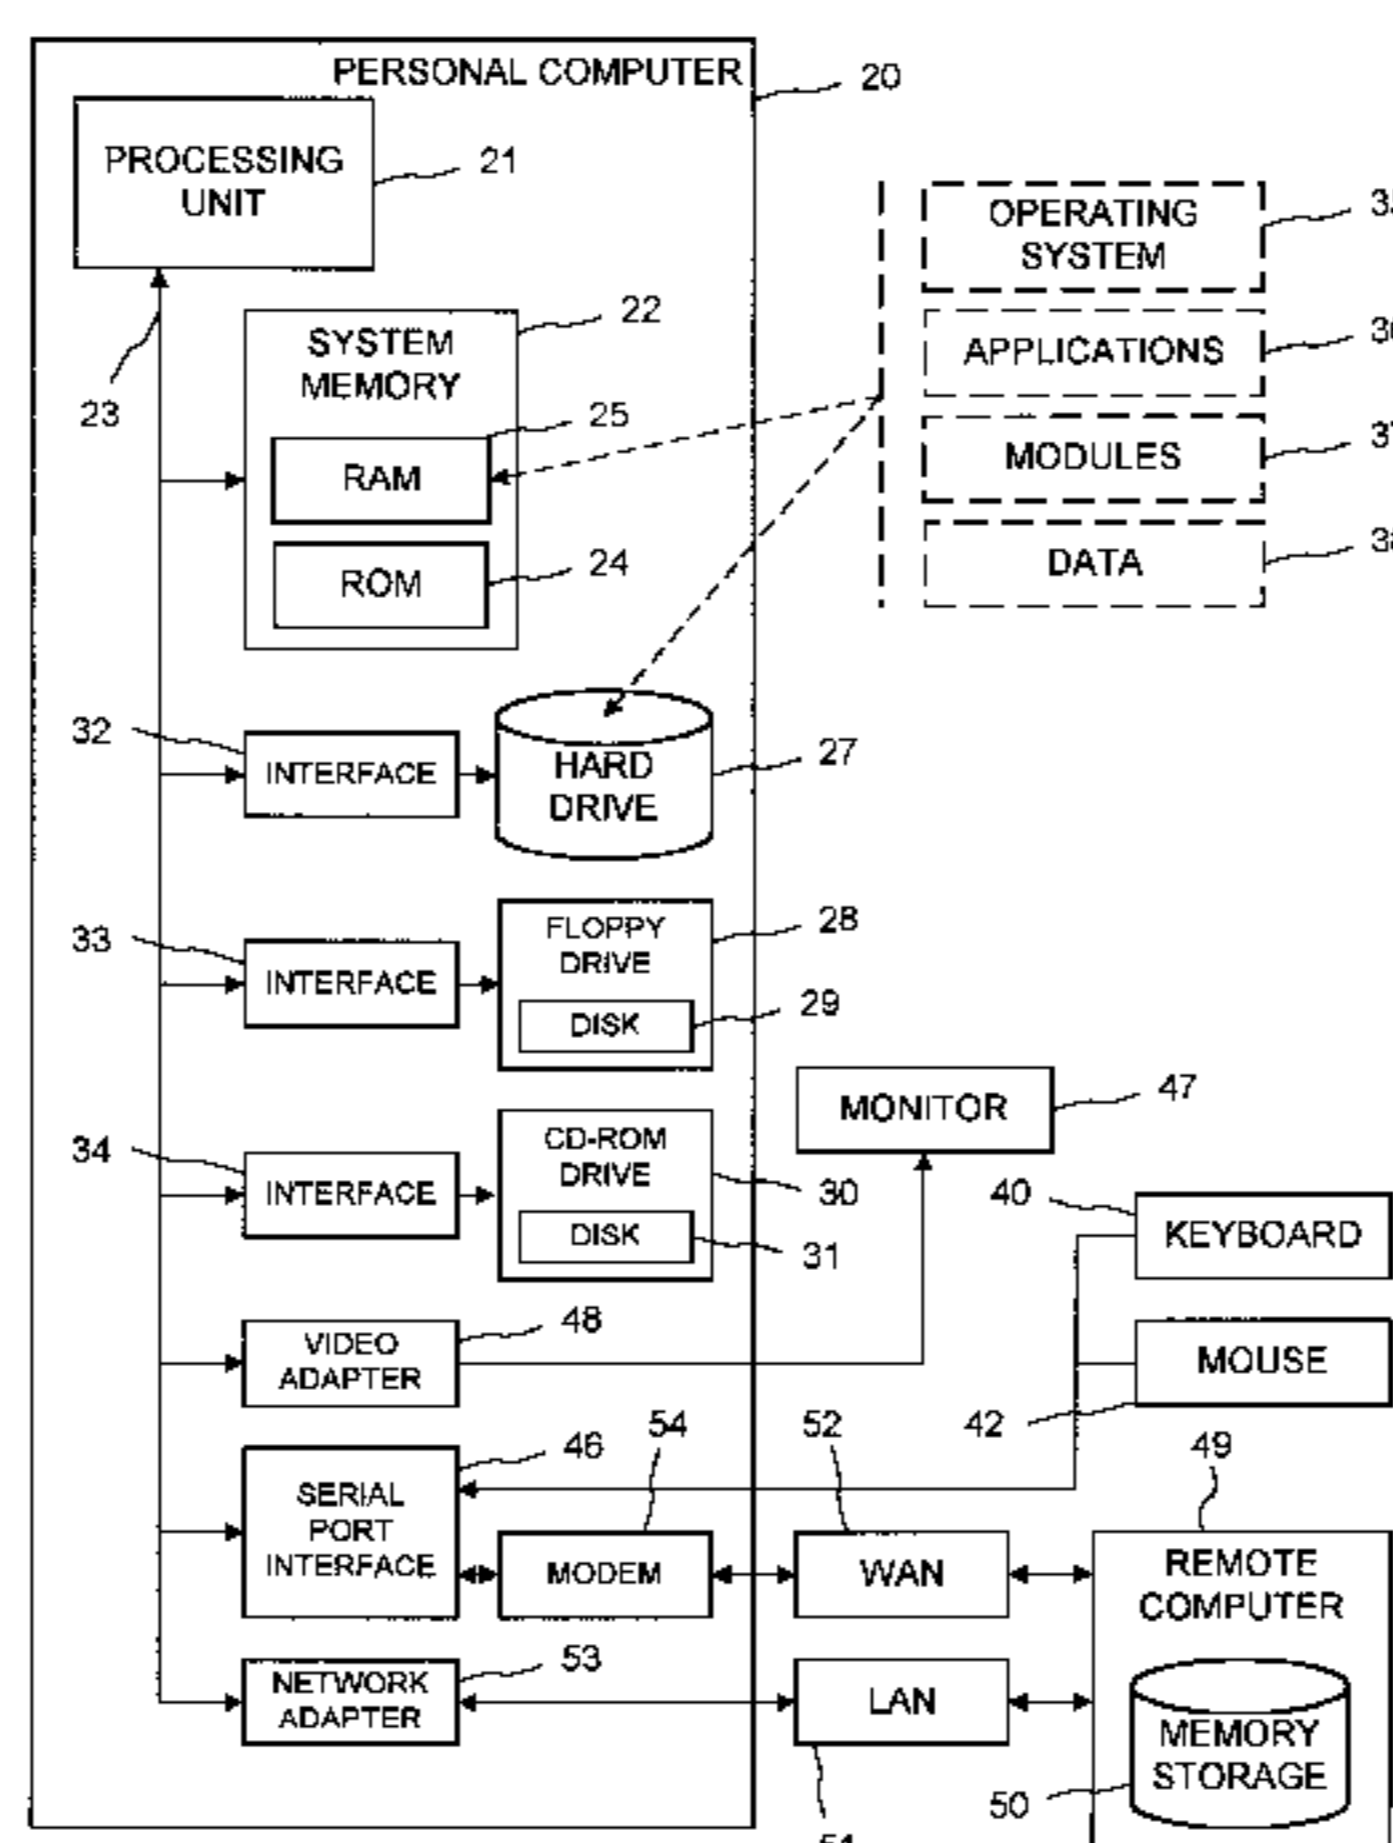 PERSONAL COMPUTER
20
PROCESSING
UNIT
21
23
SYSTEM
MEMORY
22
RAM
25
ROM
24
OPERATING
SYSTEM
APPLICATIONS
MODULES
DATA
32
INTERFACE
HARD
DRIVE
27
33
INTERFACE
FLOPPY
DRIVE
28
DISK
29
34
INTERFACE
CD-ROM
DRIVE
30
DISK
31
MONITOR
47
40
KEYBOARD
MOUSE
42
VIDEO
ADAPTER
48
SERIAL
PORT
INTERFACE
46
54
MODEM
52
WAN
49
REMOTE
COMPUTER
NETWORK
ADAPTER
53
LAN
MEMORY
STORAGE
50